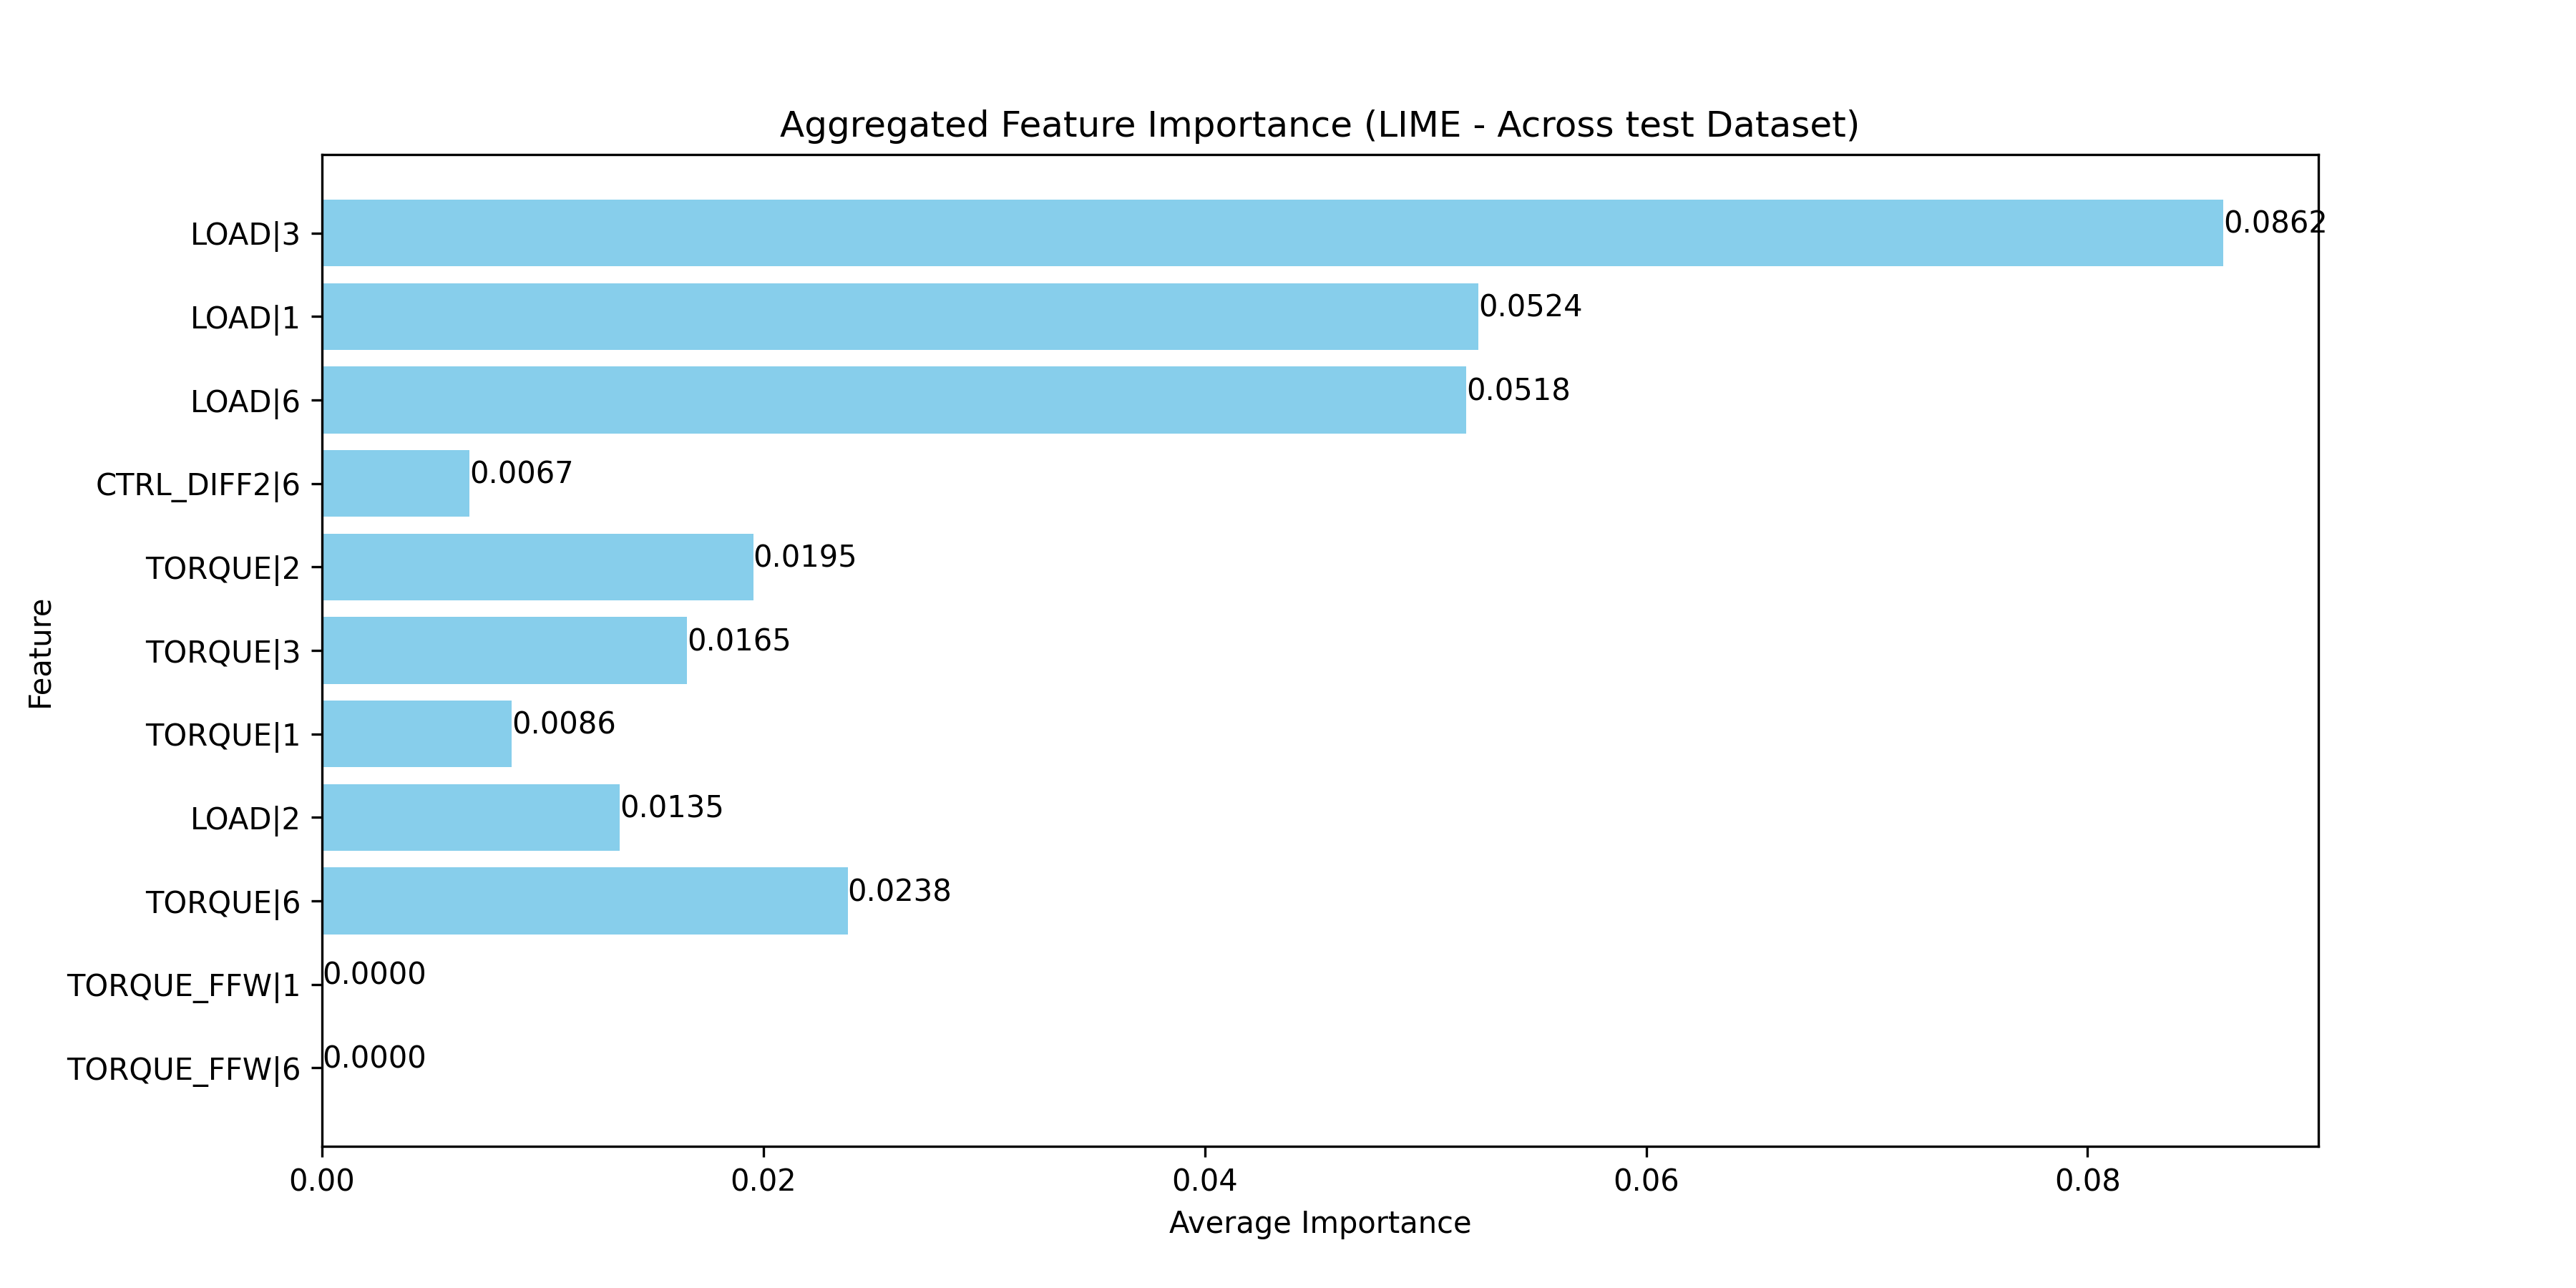 Aggregated Feature Importance (LIME - Across test Dataset)
LOAD|3 0.0862
LOAD|1 0.0524
LOAD|6 0.0518
CTRL_DIFF2|6 0.0067
TORQUE|2 0.0195
TORQUE|3 0.0165
TORQUE|1 0.0086
LOAD|2 0.0135
TORQUE|6 0.0238
TORQUE_FFW|1 0.0000
TORQUE_FFW|6 0.0000
Feature
0.00 0.02 0.04 0.06 0.08
Average Importance